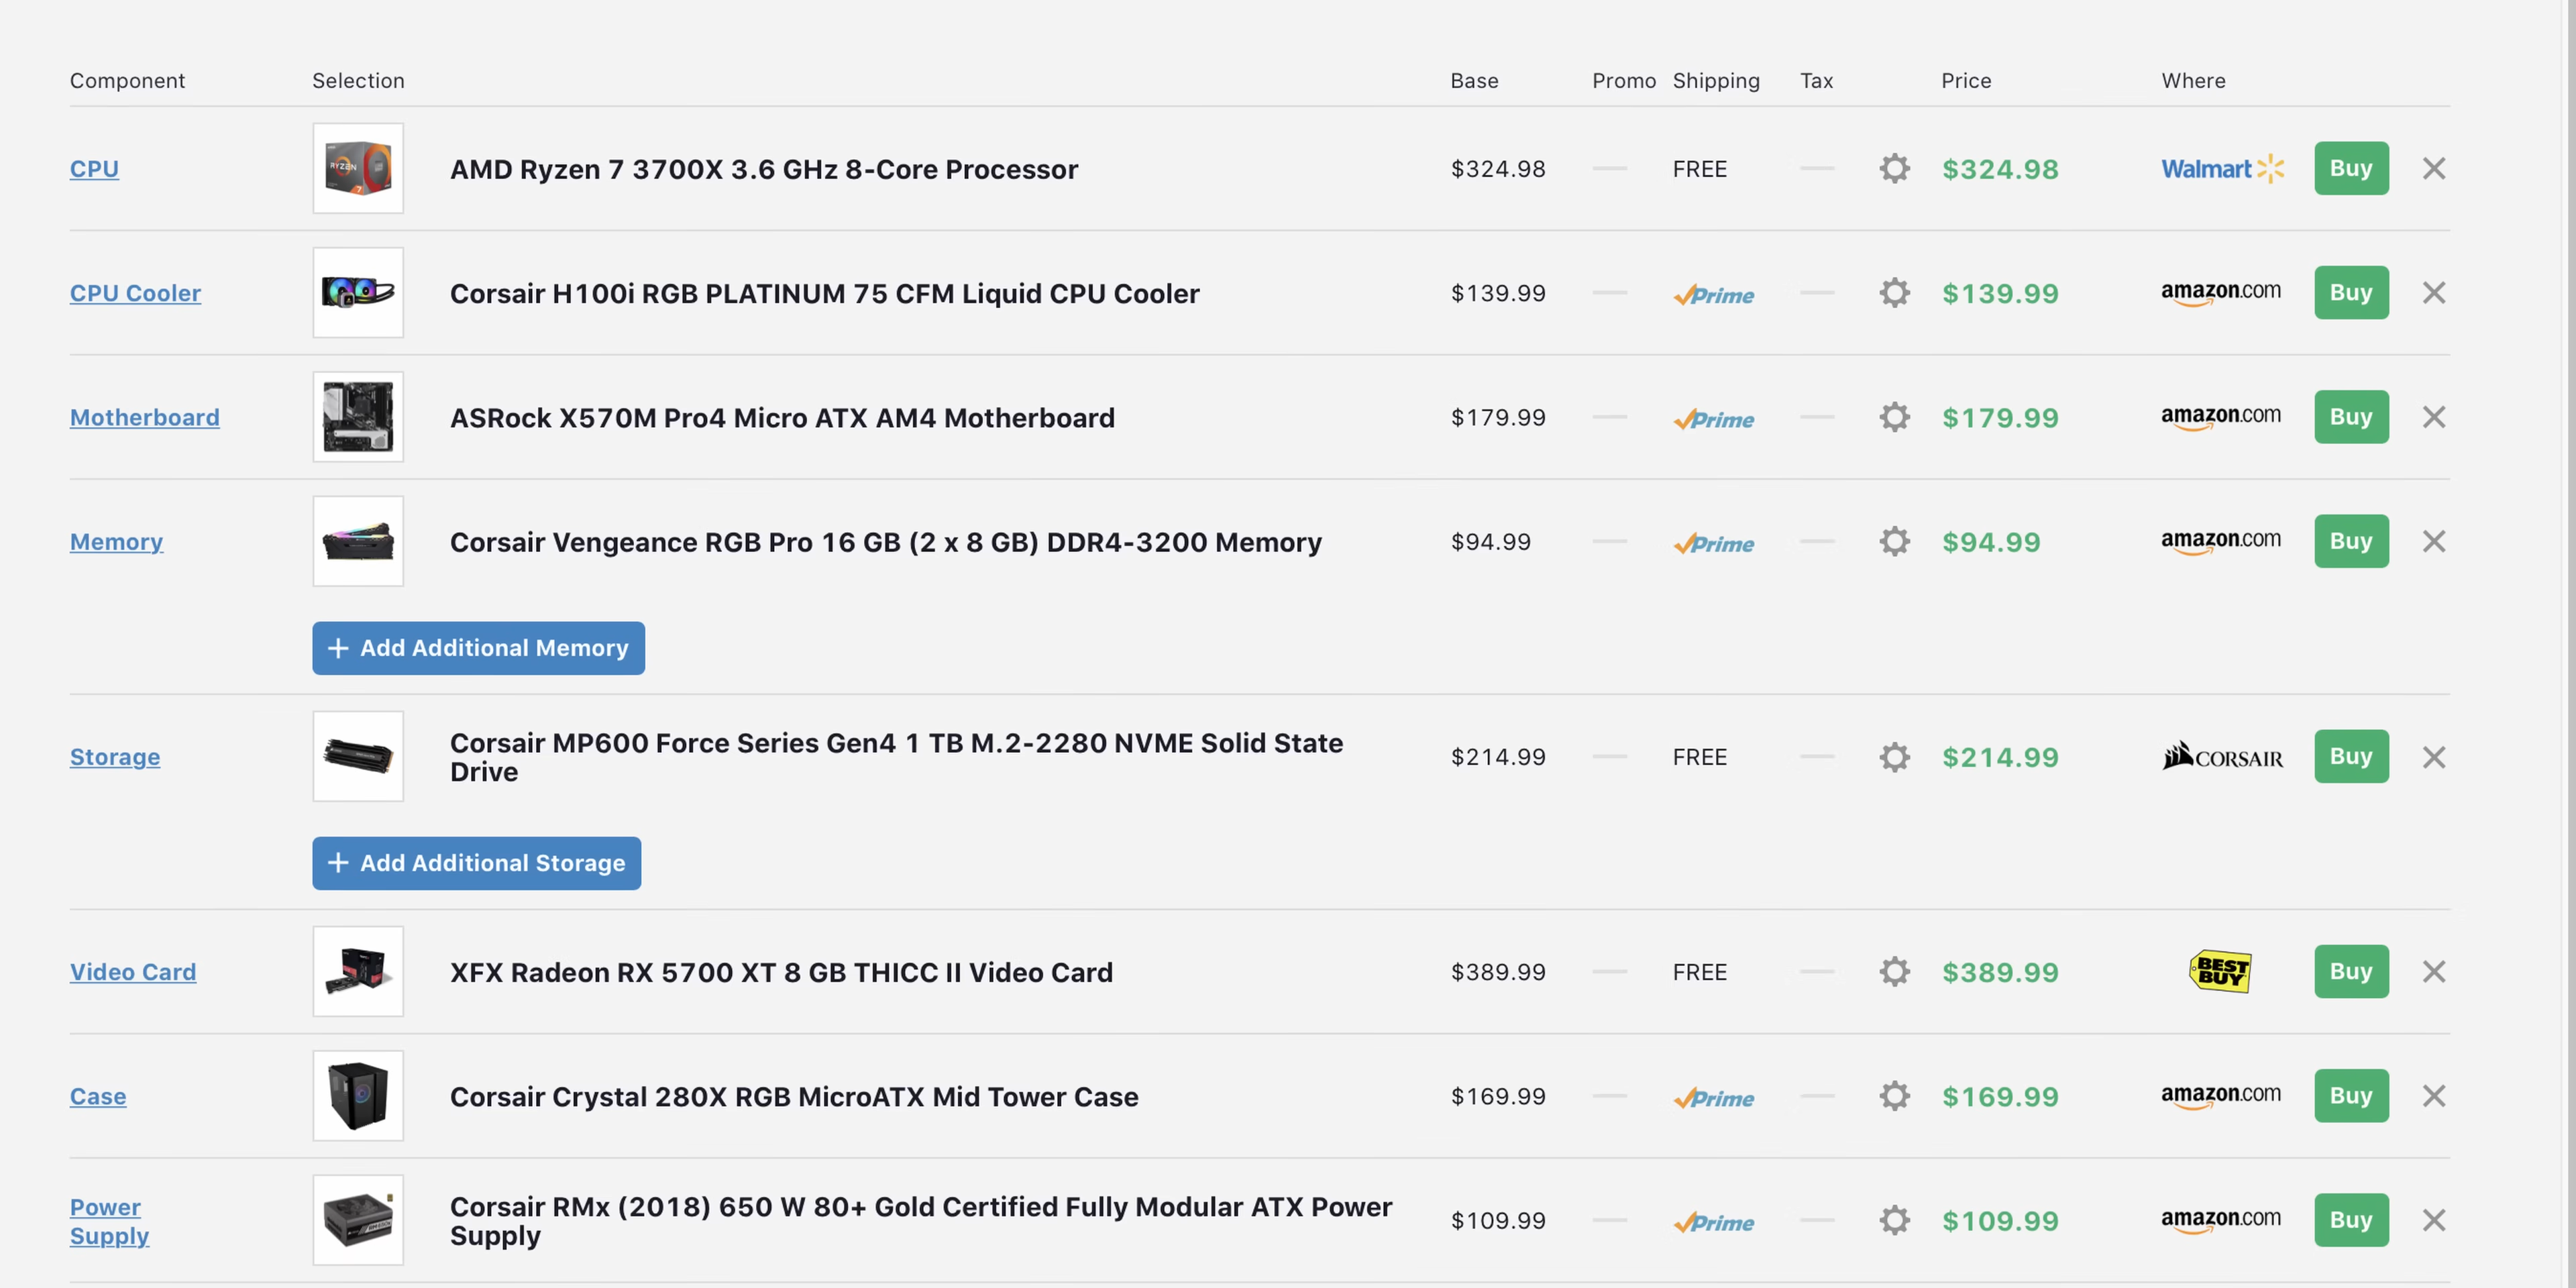 Component Selection Base Promo Shipping Tax Price Where
CPU AMD Ryzen 7 3700X 3.6 GHz 8-Core Processor $324.98 — FREE — $324.98 Walmart Buy
CPU Cooler Corsair H100i RGB PLATINUM 75 CFM Liquid CPU Cooler $139.99 — Prime — $139.99 amazon.com Buy
Motherboard ASRock X570M Pro4 Micro ATX AM4 Motherboard $179.99 — Prime — $179.99 amazon.com Buy
Memory Corsair Vengeance RGB Pro 16 GB (2 x 8 GB) DDR4-3200 Memory $94.99 — Prime — $94.99 amazon.com Buy
+ Add Additional Memory
Storage Corsair MP600 Force Series Gen4 1 TB M.2-2280 NVME Solid State
Drive $214.99 — FREE — $214.99 CORSAIR Buy
+ Add Additional Storage
Video Card XFX Radeon RX 5700 XT 8 GB THICC II Video Card $389.99 — FREE — $389.99 BEST BUY Buy
Case Corsair Crystal 280X RGB MicroATX Mid Tower Case $169.99 — Prime — $169.99 amazon.com Buy
Power Corsair RMx (2018) 650 W 80+ Gold Certified Fully Modular ATX Power
Supply Supply $109.99 — Prime — $109.99 amazon.com Buy